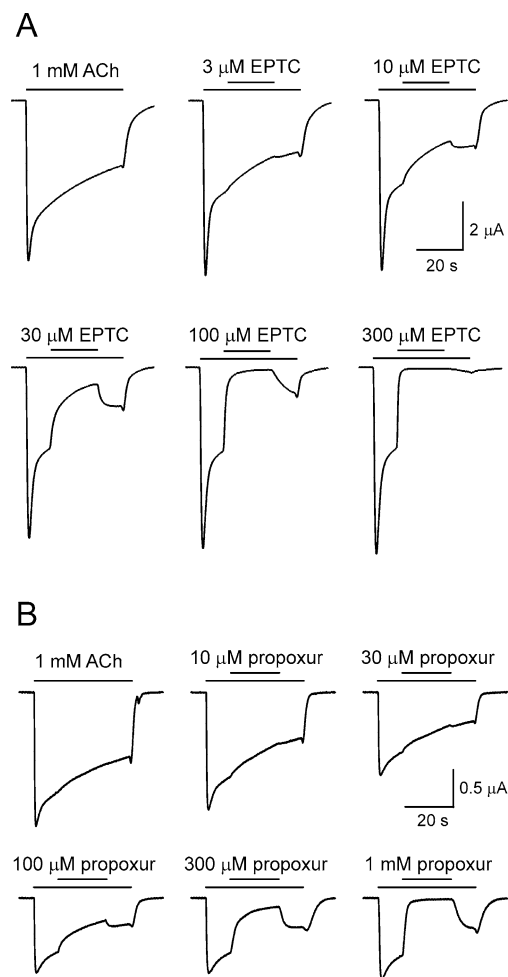 A
1 mM ACh
3 μM EPTC
10 μM EPTC
2 μA
20 s
30 μM EPTC
100 μM EPTC
300 μM EPTC
B
1 mM ACh
10 μM propoxur
30 μM propoxur
0.5 μA
20 s
100 μM propoxur
300 μM propoxur
1 mM propoxur